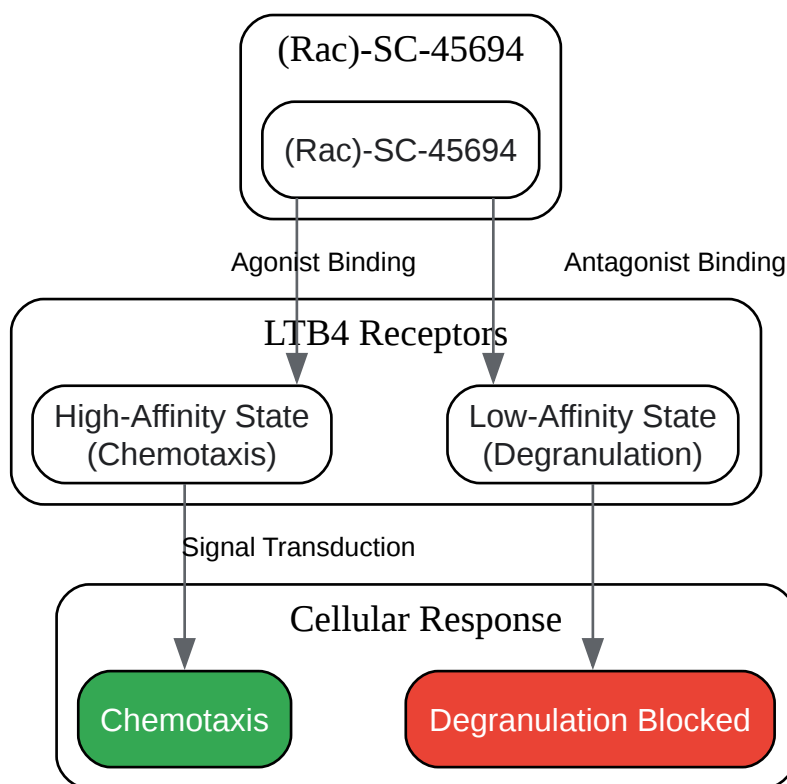 (Rac)-SC-45694
(Rac)-SC-45694
Agonist Binding
Antagonist Binding
LTB4 Receptors
High-Affinity State
(Chemotaxis)
Low-Affinity State
(Degranulation)
Signal Transduction
Cellular Response
Chemotaxis
Degranulation Blocked